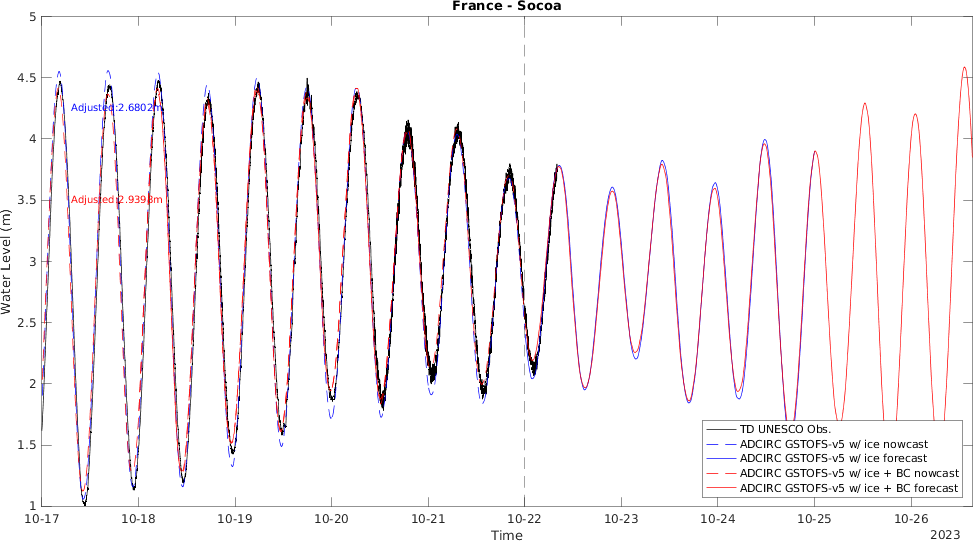 France - Socoa
5
4.5
4
3.5
3
2.5
2
1.5
1
Water Level (m)
Adjusted:2.6802m
Adjusted:2.9393m
TD UNESCO Obs.
ADCIRC GSTOFS-v5 w/ ice nowcast
ADCIRC GSTOFS-v5 w/ ice forecast
ADCIRC GSTOFS-v5 w/ ice + BC nowcast
ADCIRC GSTOFS-v5 w/ ice + BC forecast
10-17 10-18 10-19 10-20 10-21 10-22 10-23 10-24 10-25 10-26
Time
2023